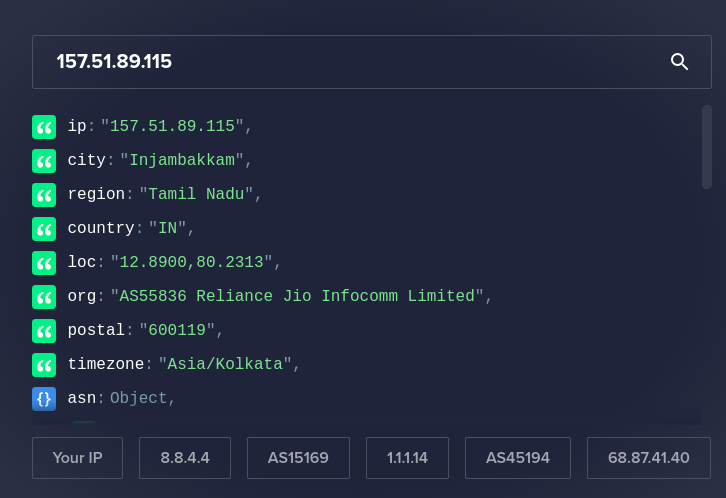 157.51.89.115
ip: "157.51.89.115",
city: "Injambakkam",
region: "Tamil Nadu",
country: "IN",
loc: "12.8900,80.2313",
org: "AS55836 Reliance Jio Infocomm Limited",
postal: "600119",
timezone: "Asia/Kolkata",
{} asn: Object,
Your IP 8.8.4.4 AS15169 1.1.1.14 AS45194 68.87.41.40